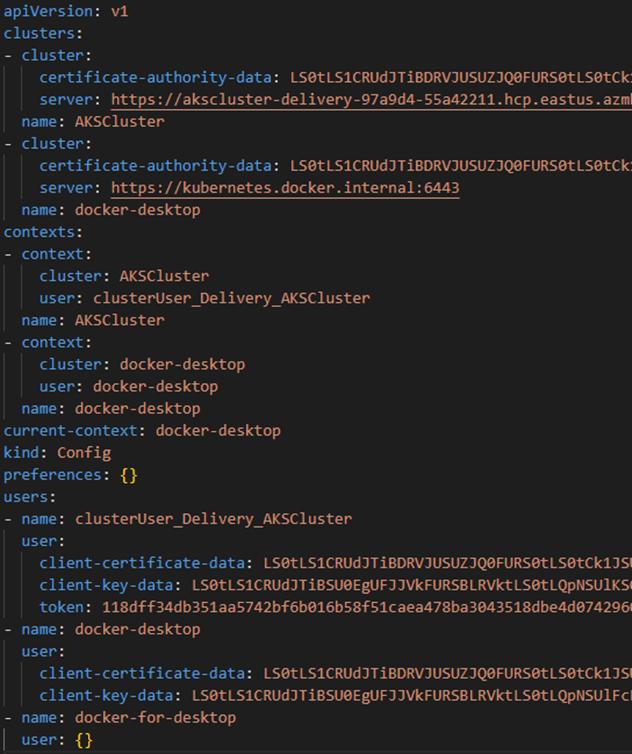 apiVersion: v1
clusters:
- cluster:
    certificate-authority-data: LS0tLS1CRUdJTiBDRVJUSUZJQ0FURS0tLS0tCk
    server: https://akscluster-delivery-97a9d4-55a42211.hcp.eastus.azm
  name: AKSCluster
- cluster:
    certificate-authority-data: LS0tLS1CRUdJTiBDRVJUSUZJQ0FURS0tLS0tCk
    server: https://kubernetes.docker.internal:6443
  name: docker-desktop
contexts:
- context:
    cluster: AKSCluster
    user: clusterUser_Delivery_AKSCluster
  name: AKSCluster
- context:
    cluster: docker-desktop
    user: docker-desktop
  name: docker-desktop
current-context: docker-desktop
kind: Config
preferences: {}
users:
- name: clusterUser_Delivery_AKSCluster
  user:
    client-certificate-data: LS0tLS1CRUdJTiBDRVJUSUZJQ0FURS0tLS0tCk1JSU
    client-key-data: LS0tLS1CRUdJTiBSU0EgUFJJVkFURSBLRVktLS0tLQpNSUlKS
    token: 118dff34db351aa5742bf6b016b58f51caea478ba3043518dbe4d0742960
- name: docker-desktop
  user:
    client-certificate-data: LS0tLS1CRUdJTiBDRVJUSUZJQ0FURS0tLS0tCk1JSU
    client-key-data: LS0tLS1CRUdJTiBSU0EgUFJJVkFURSBLRVktLS0tLQpNSUlFc
- name: docker-for-desktop
  user: {}